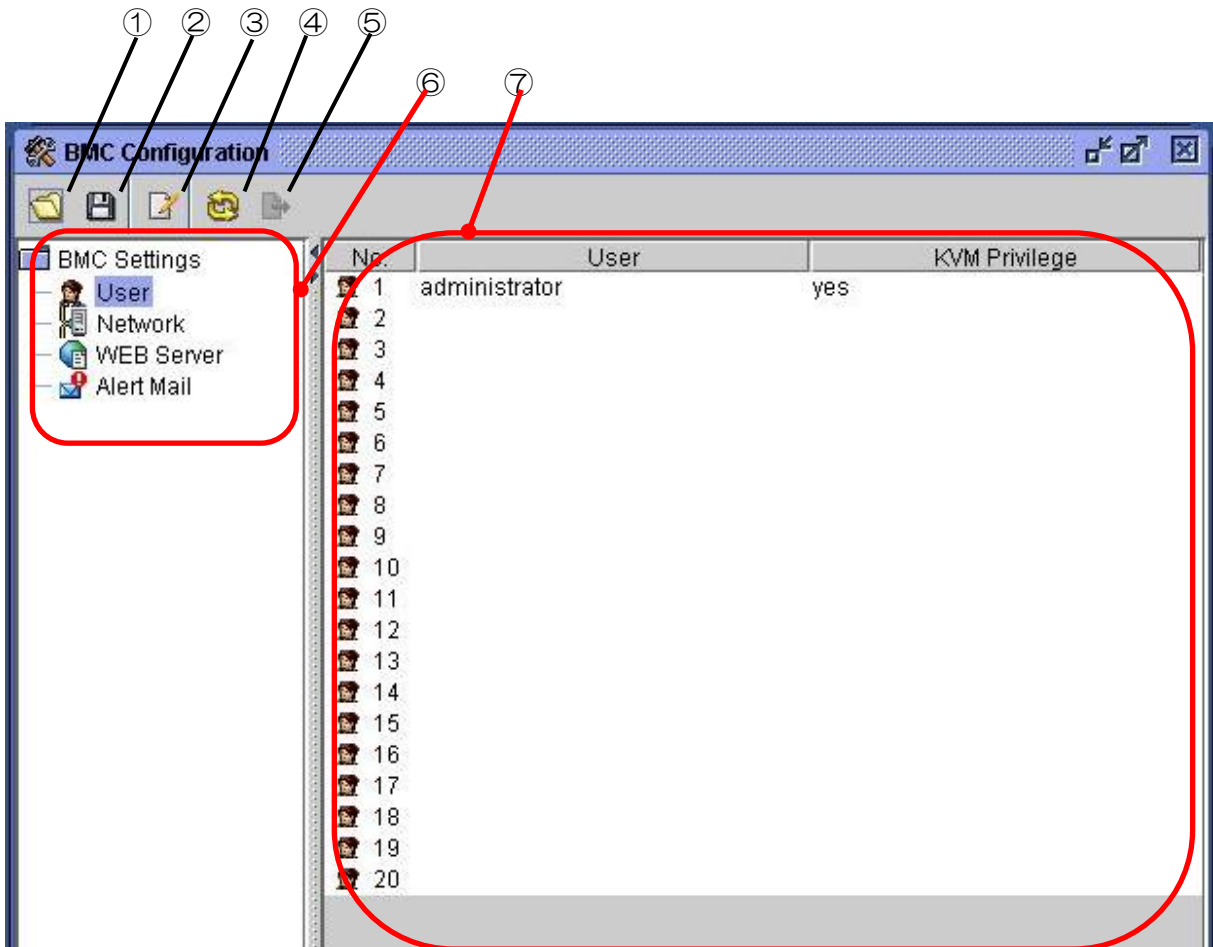 ① ② ③ ④ ⑤
⑥ ⑦
BMC Configuration
BMC Settings
User
Network
WEB Server
Alert Mail
No. User KVM Privilege
1 administrator yes
2
3
4
5
6
7
8
9
10
11
12
13
14
15
16
17
18
19
20